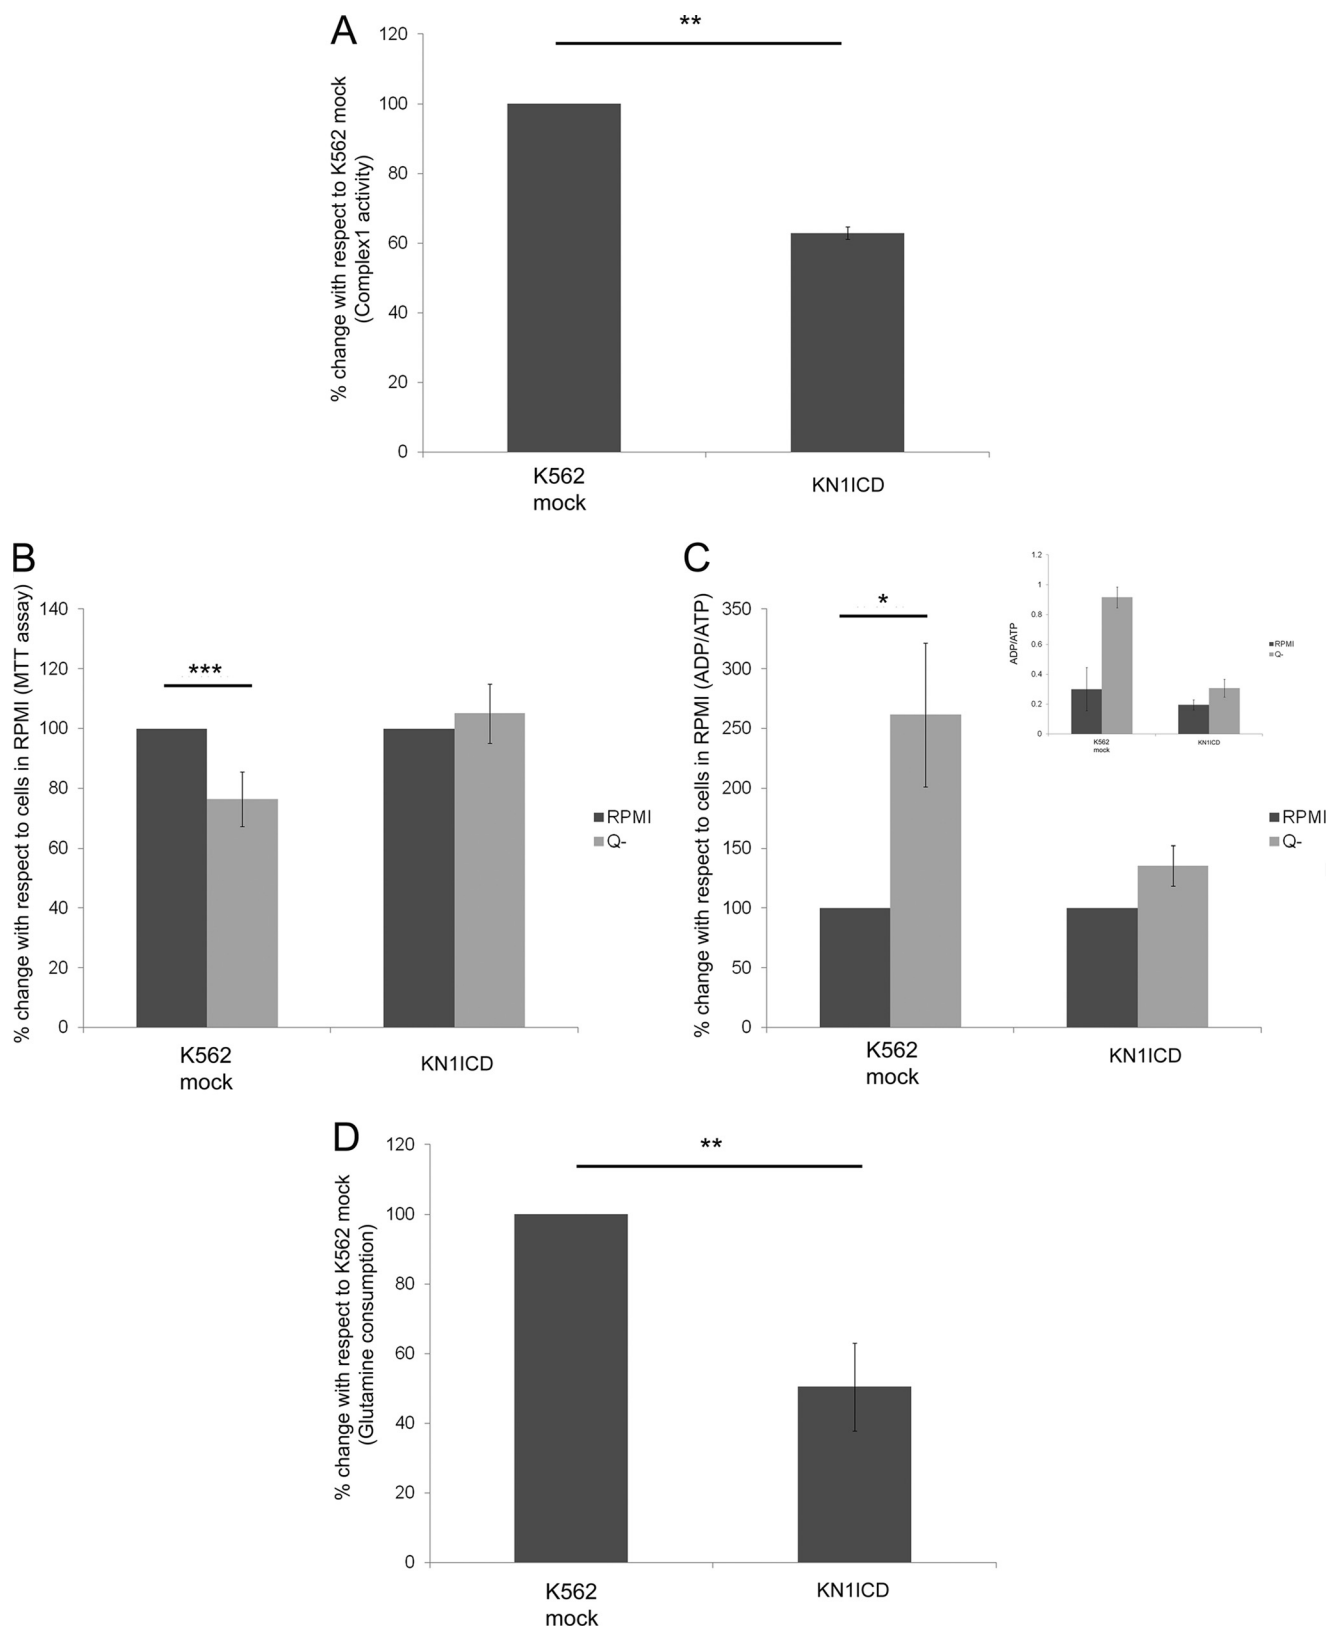 A
**
120
100
80
60
40
20
0
% change with respect to K562 mock
(Complex1 activity)
K562
mock
KN1ICD
B
140
120
100
80
60
40
20
0
% change with respect to cells in RPMI (MTT assay)
***
K562
mock
KN1ICD
RPMI
Q-
C
350
300
250
200
150
100
50
0
% change with respect to cells in RPMI (ADP/ATP)
*
K562
mock
KN1ICD
RPMI
Q-
1.2
1
0.8
0.6
0.4
0.2
0
ADP/ATP
K562
mock
KN1ICD
RPMI
Q-
D
**
120
100
80
60
40
20
0
% change with respect to K562 mock
(Glutamine consumption)
K562
mock
KN1ICD